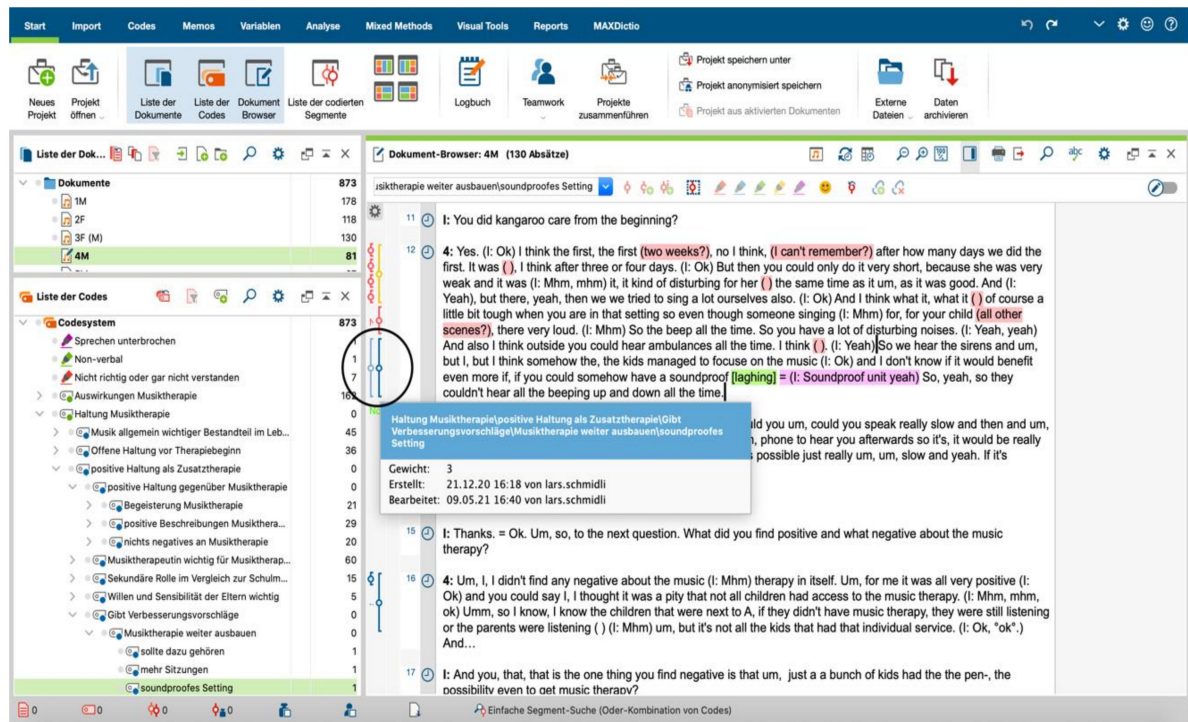 Start Import Codes Memos Variablen Analyse Mixed Methods Visual Tools Reports MAXDictio
Neues Projekt
Projekt öffnen
Liste der Dokumente
Liste der Codes
Dokument Browser
Liste der codierten Segmente
Logbuch
Teamwork
Projekte zusammenführen
Projekt speichern unter
Projekt anonymisiert speichern
Projekt aus aktivierten Dokumenten
Externe Dateien
Daten archivieren
Liste der Dok...
Dokumente 873
1M 178
2F 118
3F (M) 130
4M 81
Liste der Codes
Codesystem 873
Sprechen unterbrochen 1
Non-verbal 1
Nicht richtig oder gar nicht verstanden 7
Auswirkungen Musiktherapie 162
Haltung Musiktherapie 0
Musik allgemein wichtiger Bestandteil im Leb... 45
Offene Haltung vor Therapiebeginn 36
positive Haltung als Zusatztherapie 0
positive Haltung gegenüber Musiktherapie 0
Begeisterung Musiktherapie 21
positive Beschreibungen Musikthera... 29
nichts negatives an Musiktherapie 20
Musiktherapeutin wichtig für Musiktherap... 60
Sekundäre Rolle im Vergleich zur Schulm... 15
Willen und Sensibilität der Eltern wichtig 5
Gibt Verbesserungsvorschläge 0
Musiktherapie weiter ausbauen 0
sollte dazu gehören 1
mehr Sitzungen 1
soundproofes Setting 1
Dokument-Browser: 4M (130 Absätze)
usiktherapie weiter ausbauen\soundproofes Setting
11 I: You did kangaroo care from the beginning?
12 4: Yes. (I: Ok) I think the first, the first (two weeks?), no I think, (I can't remember?) after how many days we did the
first. It was ( ), I think after three or four days. (I: Ok) But then you could only do it very short, because she was very
weak and it was (I: Mhm, mhm) it, it kind of disturbing for her ( ) the same time as it um, as it was good. And (I:
Yeah), but there, yeah, then we we tried to sing a lot ourselves also. (I: Ok) And I think what it, what it ( ) of course a
little bit tough when you are in that setting so even though someone singing (I: Mhm) for, for your child (all other
scenes?), there very loud. (I: Mhm) So the beep all the time. So you have a lot of disturbing noises. (I: Yeah, yeah)
And also I think outside you could hear ambulances all the time. I think ( ). (I: Yeah) So we hear the sirens and um,
but I, but I think somehow the, the kids managed to focuse on the music (I: Ok) and I don't know if it would benefit
even more if, if you could somehow have a soundproof [laghing] = (I: Soundproof unit yeah) So, yeah, so they
couldn't hear all the beeping up and down all the time.
Haltung Musiktherapie\positive Haltung als Zusatztherapie\Gibt
Verbesserungsvorschläge\Musiktherapie weiter ausbauen\soundproofes
Setting
Gewicht: 3
Erstellt: 21.12.20 16:18 von lars.schmidli
Bearbeitet: 09.05.21 16:40 von lars.schmidli
you um, could you speak really slow and then and um,
phone to hear you afterwards so it's, it would be really
possible just really um, um, slow and yeah. If it's
15 I: Thanks. = Ok. Um, so, to the next question. What did you find positive and what negative about the music
therapy?
16 4: Um, I, I didn't find any negative about the music (I: Mhm) therapy in itself. Um, for me it was all very positive (I:
Ok) and you could say I, I thought it was a pity that not all children had access to the music therapy. (I: Mhm, mhm,
ok) Umm, so I know, I know the children that were next to A, if they didn't have music therapy, they were still listening
or the parents were listening ( ) (I: Mhm) um, but it's not all the kids that had that individual service. (I: Ok, °ok°.)
And…
17 I: And you, that, that is the one thing you find negative is that um, just a a bunch of kids had the the pen-, the
possibility even to get music therapy?
0 0 0 0
Einfache Segment-Suche (Oder-Kombination von Codes)